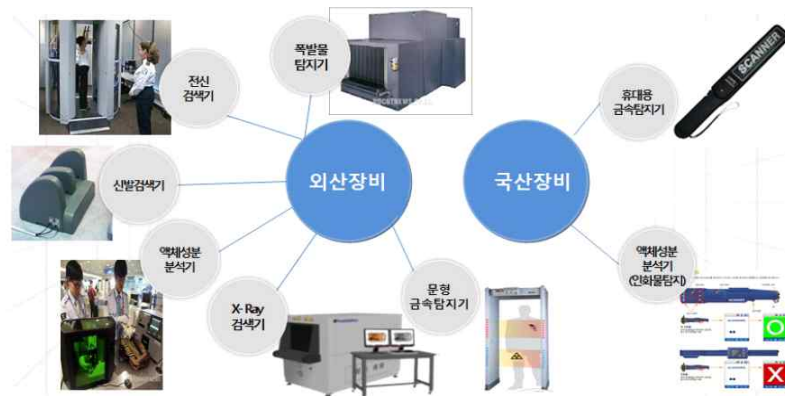 전신
검색기
폭발물
탐지기
휴대용
금속탐지기
SCANNER
신발검색기
외산장비
국산장비
액체성분
분석기
액체성분
분석기
(인화물탐지)
X-Ray
검색기
문형
금속탐지기